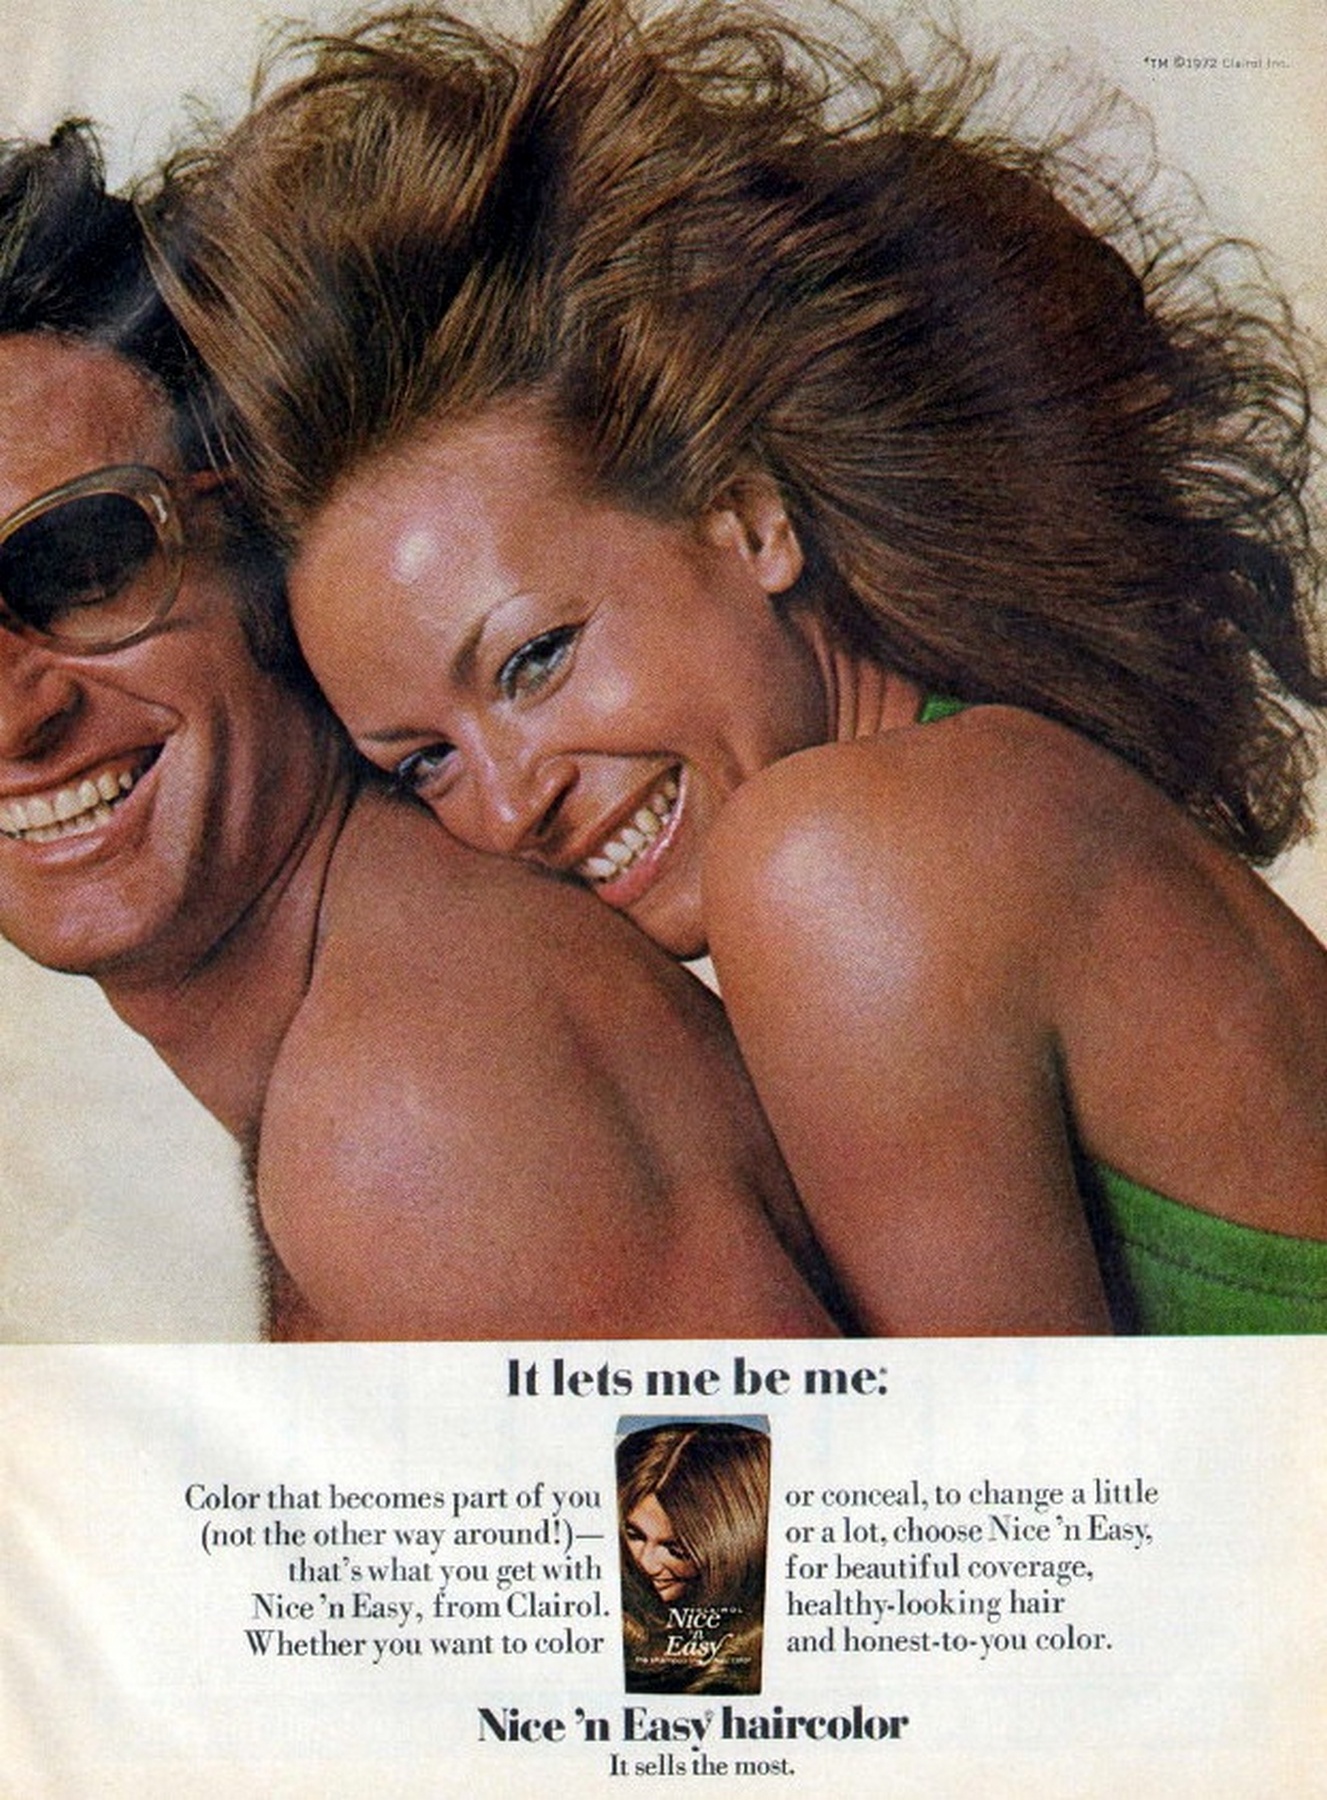 *TM ©1972 Clairol Inc.
It lets me be me:
Color that becomes part of you
(not the other way around!)—
that's what you get with
Nice 'n Easy, from Clairol.
Whether you want to color
or conceal, to change a little
or a lot, choose Nice 'n Easy,
for beautiful coverage,
healthy-looking hair
and honest-to-you color.
CLAIROL
Nice
'n
Easy
Nice 'n Easy® haircolor
It sells the most.